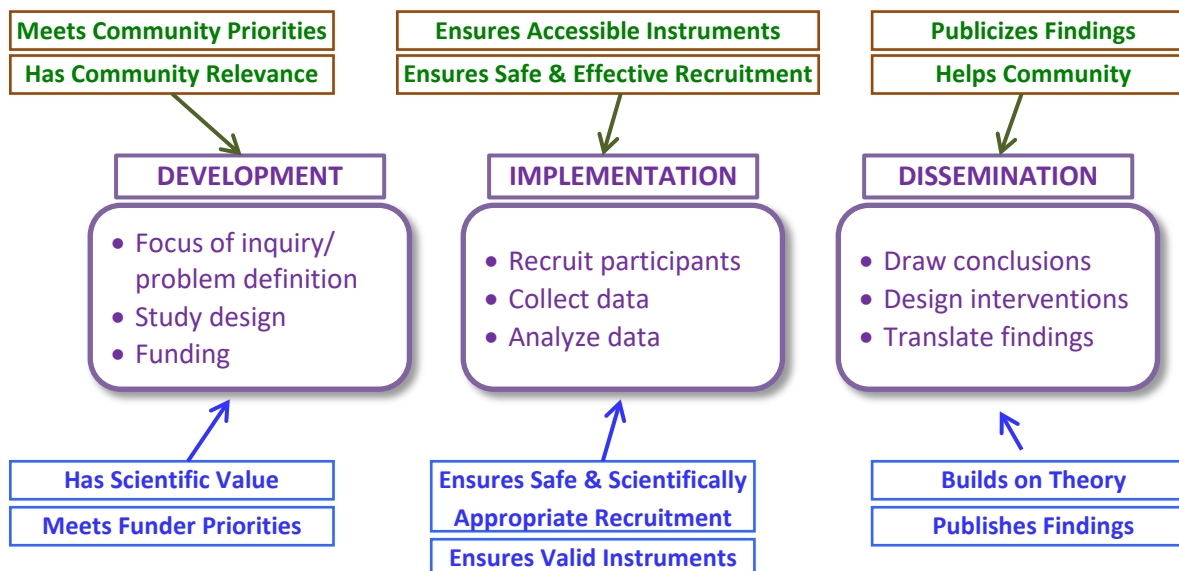 Meets Community Priorities
Has Community Relevance
Ensures Accessible Instruments
Ensures Safe & Effective Recruitment
Publicizes Findings
Helps Community
DEVELOPMENT
• Focus of inquiry/
problem definition
• Study design
• Funding
IMPLEMENTATION
• Recruit participants
• Collect data
• Analyze data
DISSEMINATION
• Draw conclusions
• Design interventions
• Translate findings
Has Scientific Value
Meets Funder Priorities
Ensures Safe & Scientifically
Appropriate Recruitment
Ensures Valid Instruments
Builds on Theory
Publishes Findings